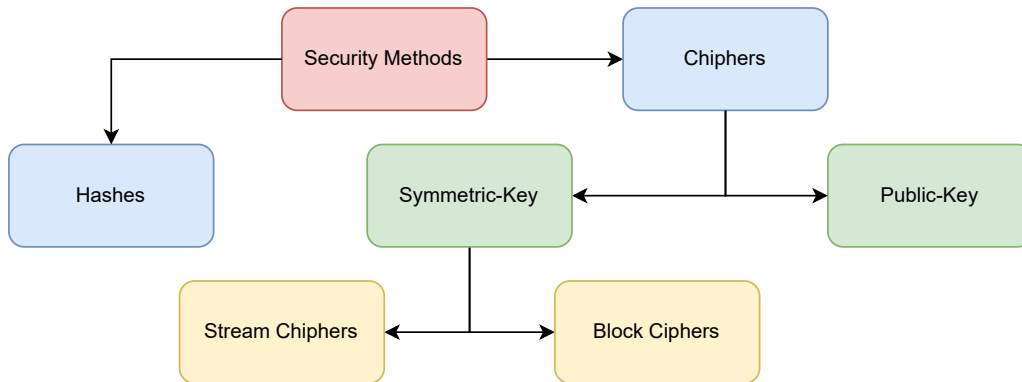 Security Methods
Chiphers
Hashes
Symmetric-Key
Public-Key
Stream Chiphers
Block Ciphers